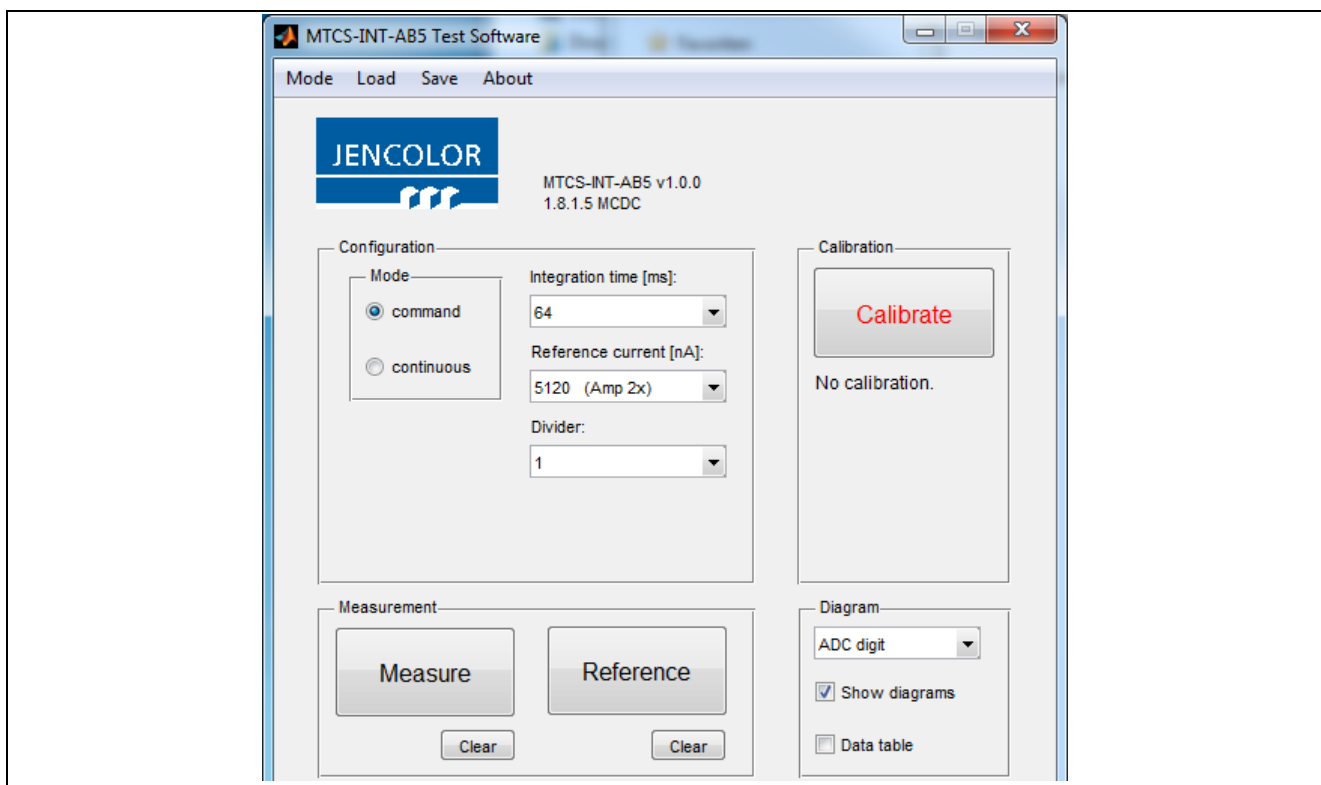 MTCS-INT-AB5 Test Software
Mode Load Save About
JENCOLOR
MTCS-INT-AB5 v1.0.0
1.8.1.5 MCDC
Configuration
Mode
command
continuous
Integration time [ms]:
64
Reference current [nA]:
5120 (Amp 2x)
Divider:
1
Calibration
Calibrate
No calibration.
Measurement
Measure
Reference
Clear
Clear
Diagram
ADC digit
Show diagrams
Data table